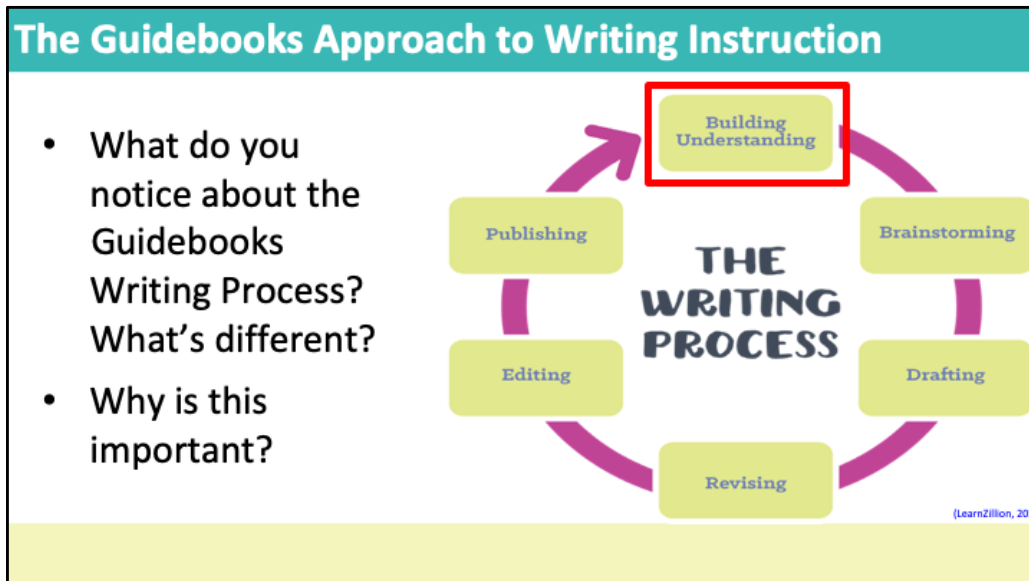 The Guidebooks Approach to Writing Instruction
• What do you
notice about the
Guidebooks
Writing Process?
What's different?
• Why is this
important?
Building
Understanding
Brainstorming
Drafting
Revising
Editing
Publishing
THE
WRITING
PROCESS
(LearnZillion, 20